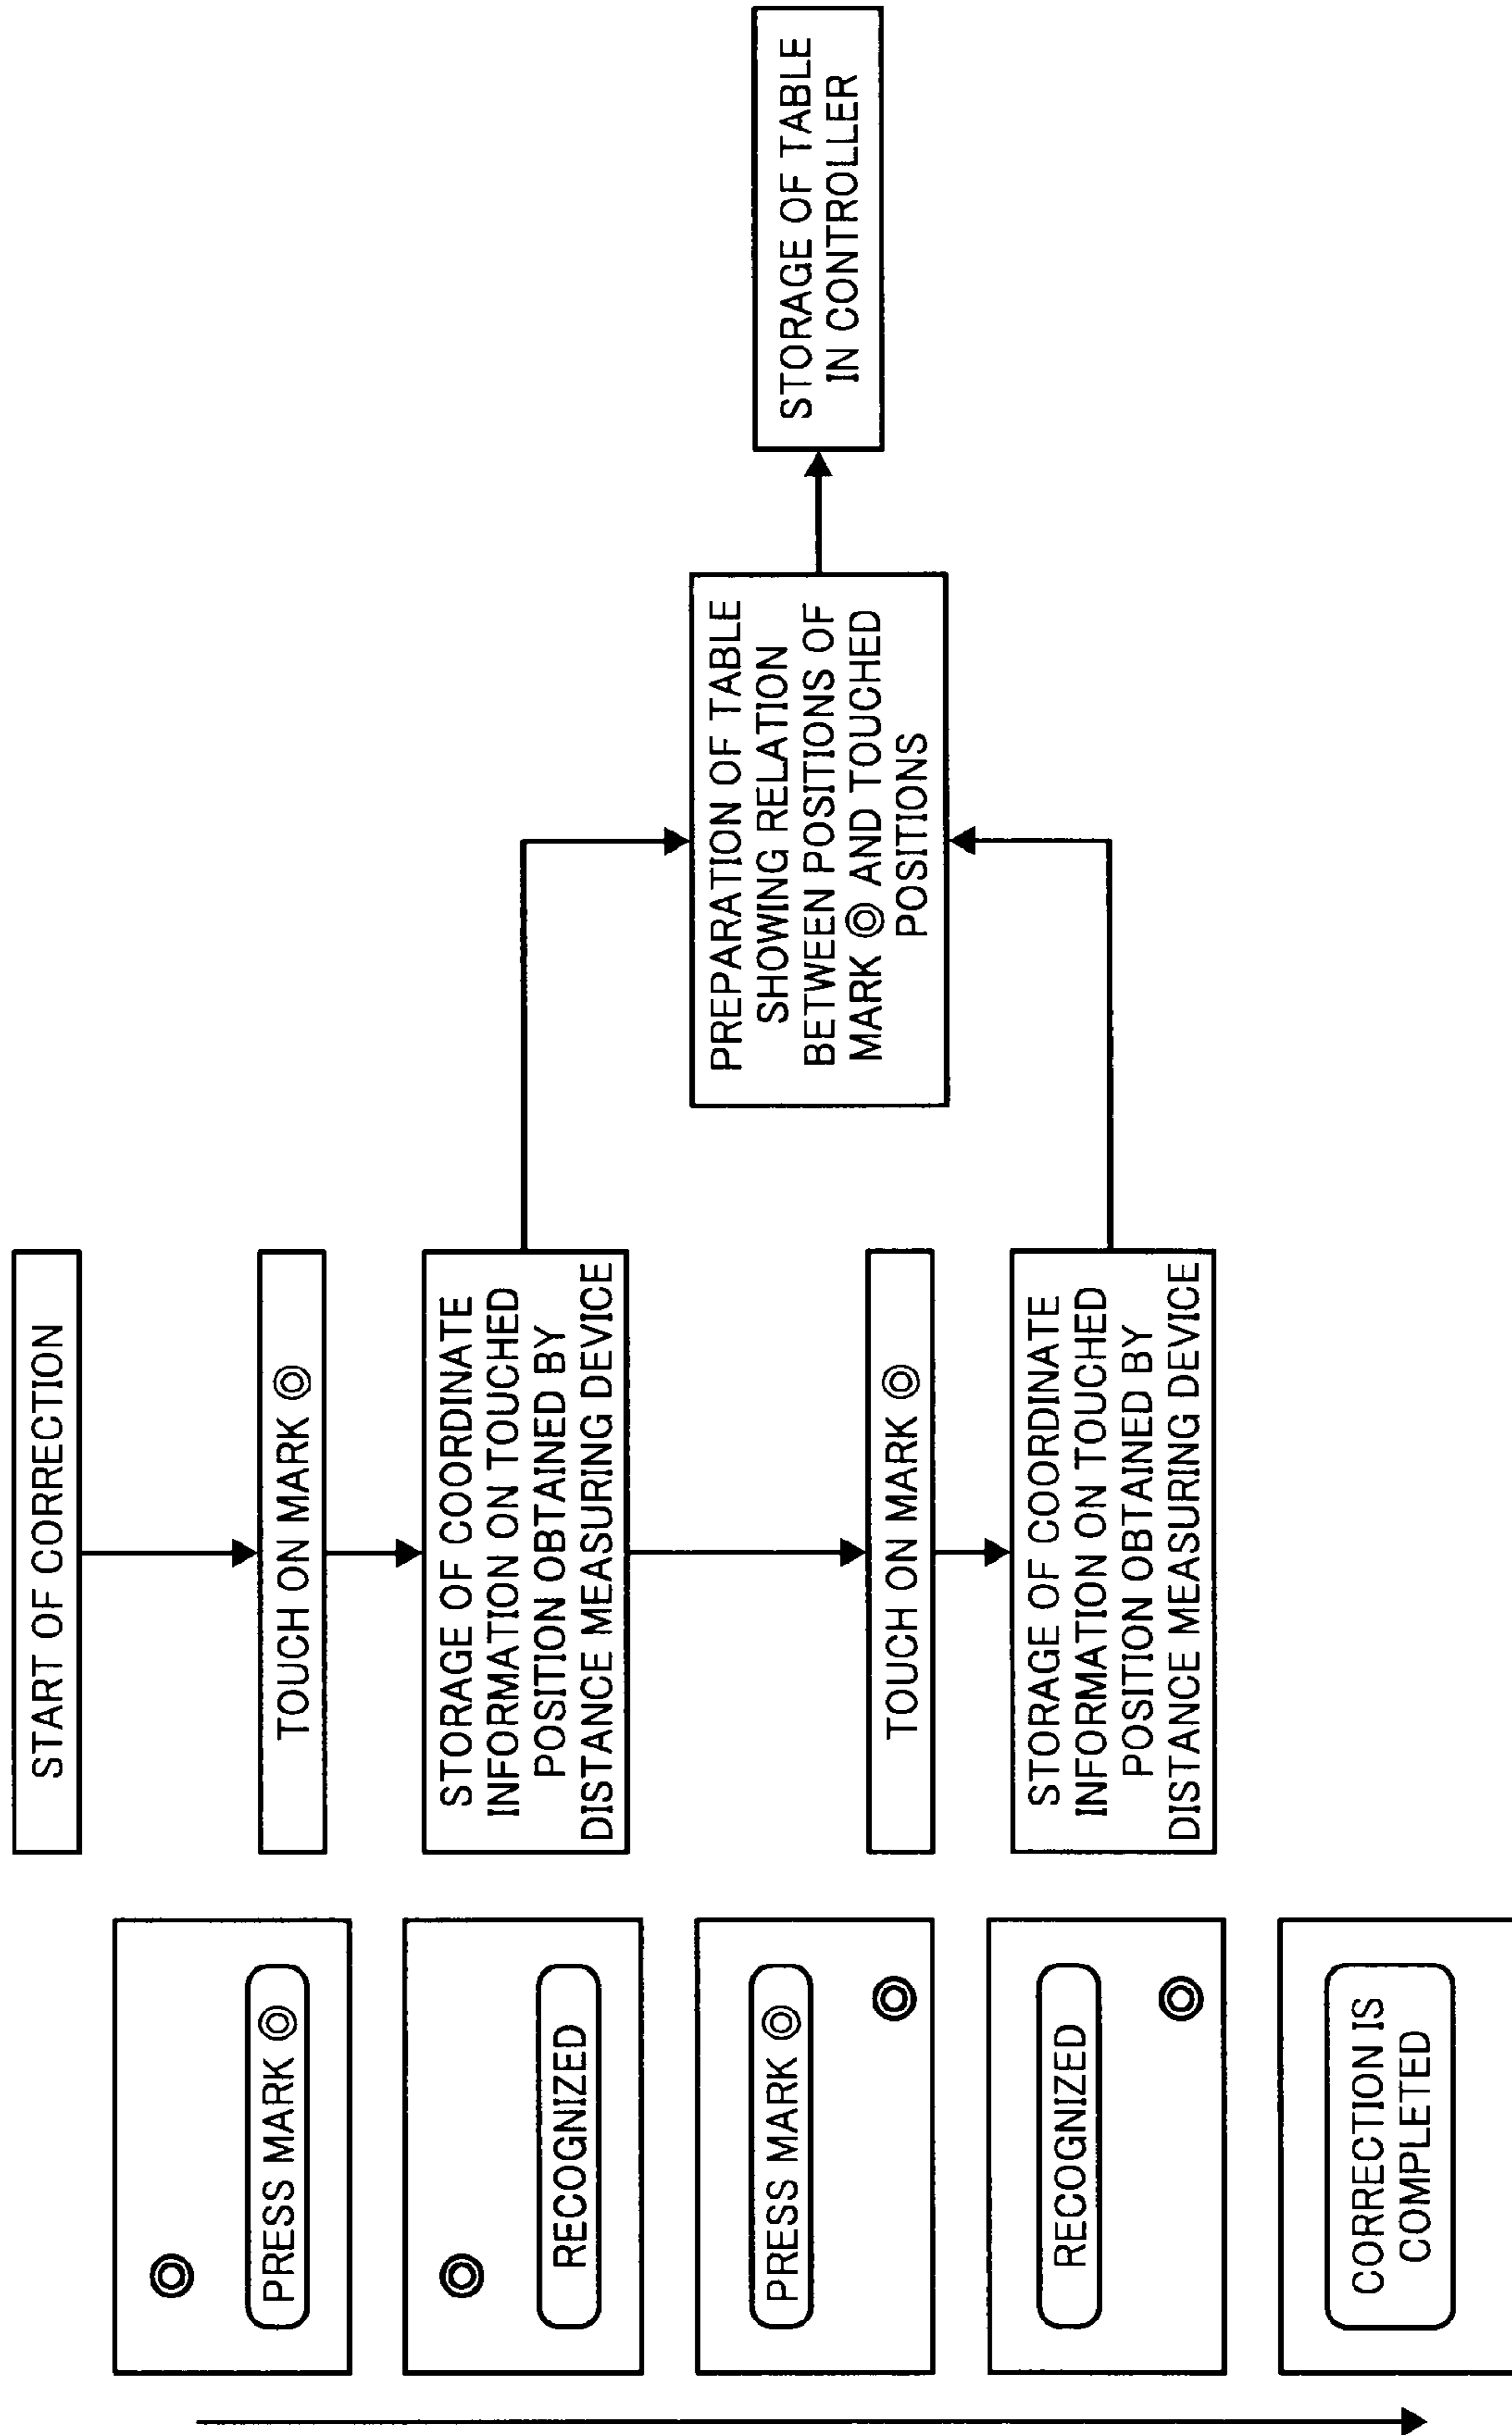 START OF CORRECTION
TOUCH ON MARK ◎
STORAGE OF COORDINATE
INFORMATION ON TOUCHED
POSITION OBTAINED BY
DISTANCE MEASURING DEVICE
TOUCH ON MARK ◎
STORAGE OF COORDINATE
INFORMATION ON TOUCHED
POSITION OBTAINED BY
DISTANCE MEASURING DEVICE
PREPARATION OF TABLE
SHOWING RELATION
BETWEEN POSITIONS OF
MARK ◎ AND TOUCHED
POSITIONS
STORAGE OF TABLE
IN CONTROLLER
PRESS MARK ◎
RECOGNIZED
PRESS MARK ◎
RECOGNIZED
CORRECTION IS
COMPLETED